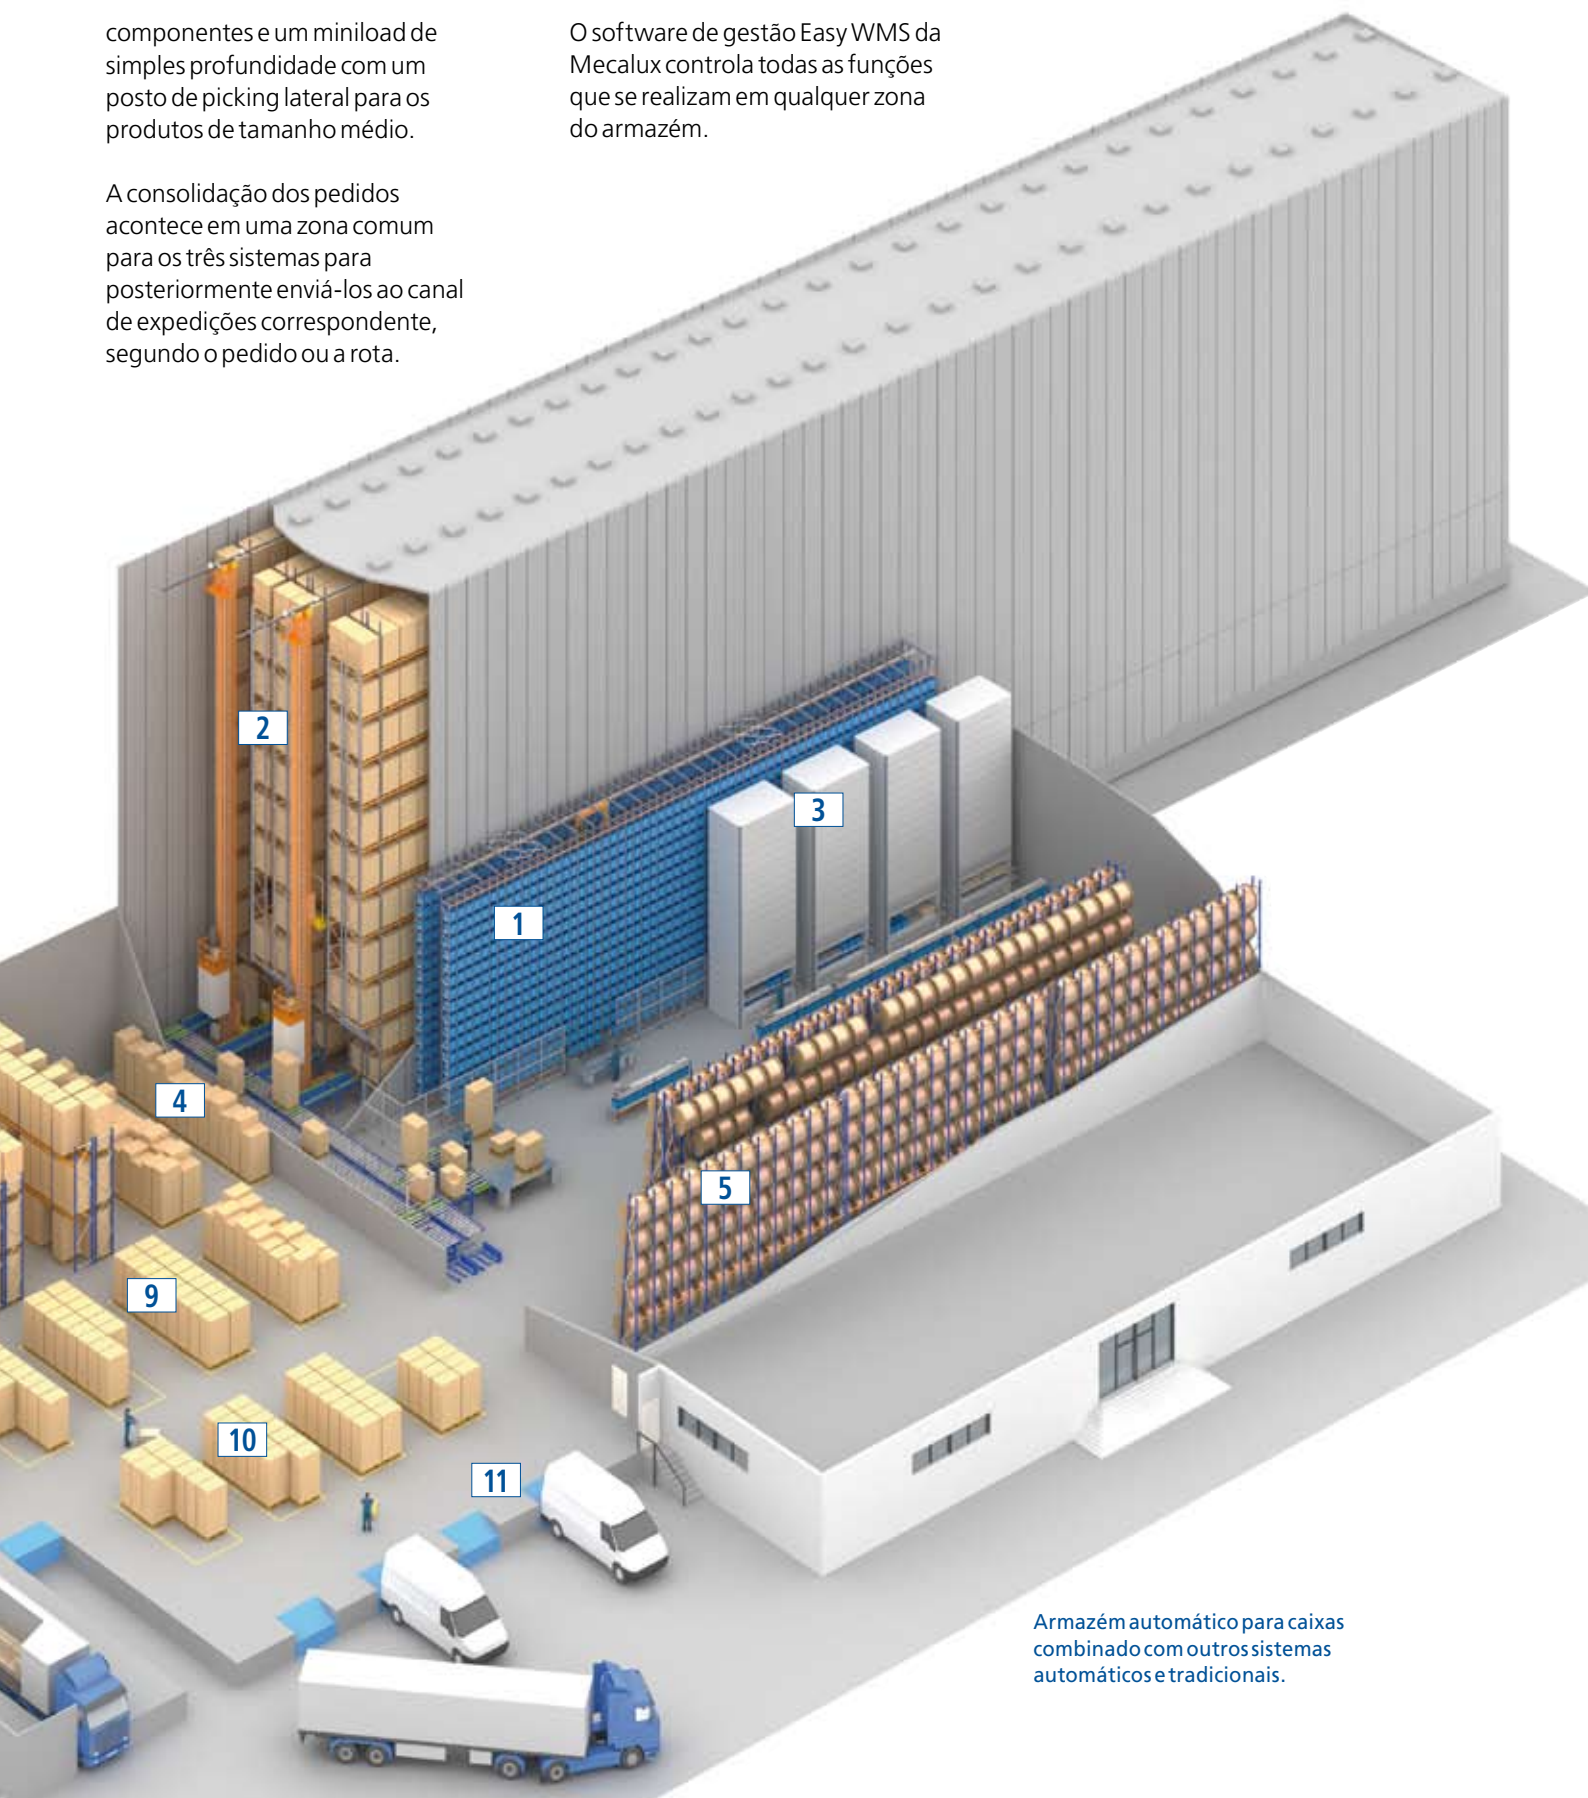 componentes e um miniload de
simples profundidade com um
posto de picking lateral para os
produtos de tamanho médio.
A consolidação dos pedidos
acontece em uma zona comum
para os três sistemas para
posteriormente enviá-los ao canal
de expedições correspondente,
segundo o pedido ou a rota.
O software de gestão Easy WMS da
Mecalux controla todas as funções
que se realizam em qualquer zona
do armazém.
2
3
1
4
5
9
10
11
Armazém automático para caixas
combinado com outros sistemas
automáticos e tradicionais.